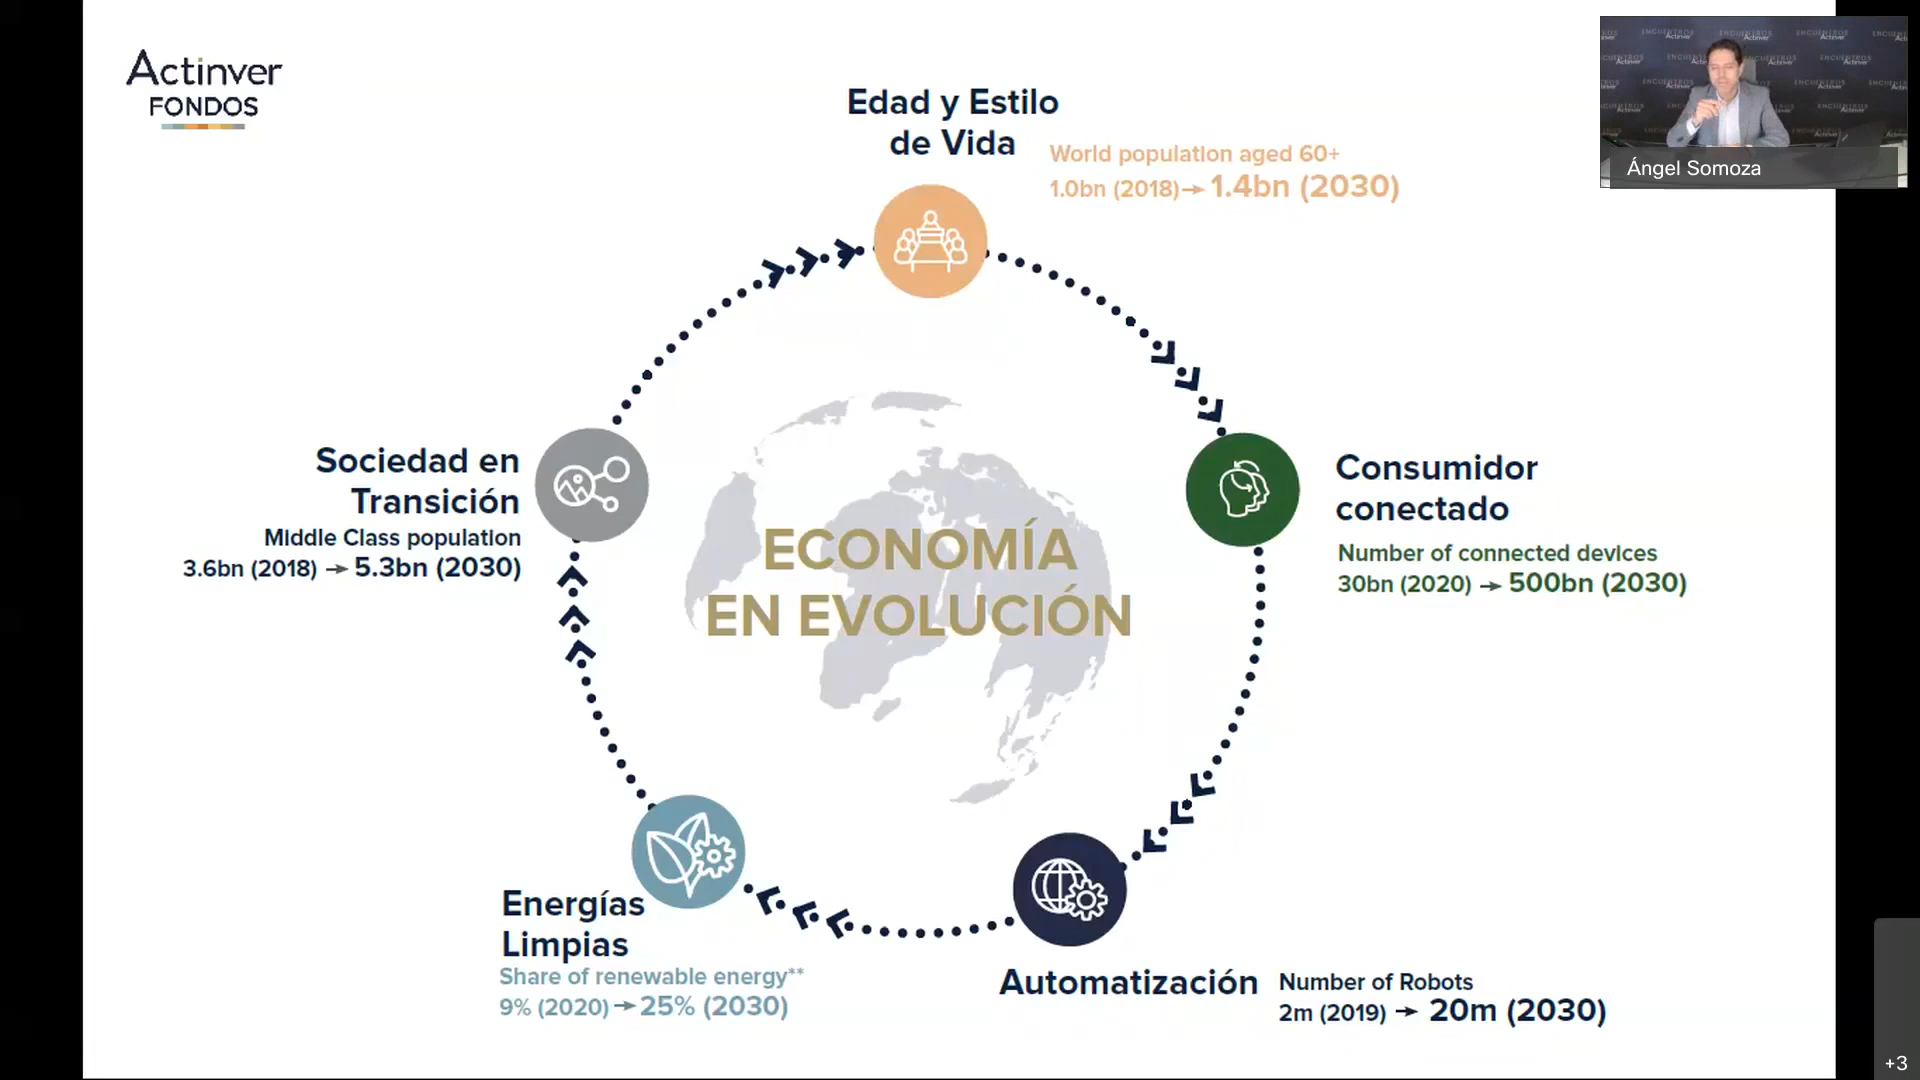 Actinver
FONDOS
Edad y Estilo
de Vida
World population aged 60+
1.0bn (2018)→ 1.4bn (2030)
Ángel Somoza
Sociedad en
Transición
Middle Class population
3.6bn (2018) → 5.3bn (2030)
Consumidor
conectado
Number of connected devices
30bn (2020) → 500bn (2030)
ECONOMÍA
EN EVOLUCIÓN
Energías
Limpias
Share of renewable energy**
9% (2020) → 25% (2030)
Automatización
Number of Robots
2m (2019) → 20m (2030)
+3